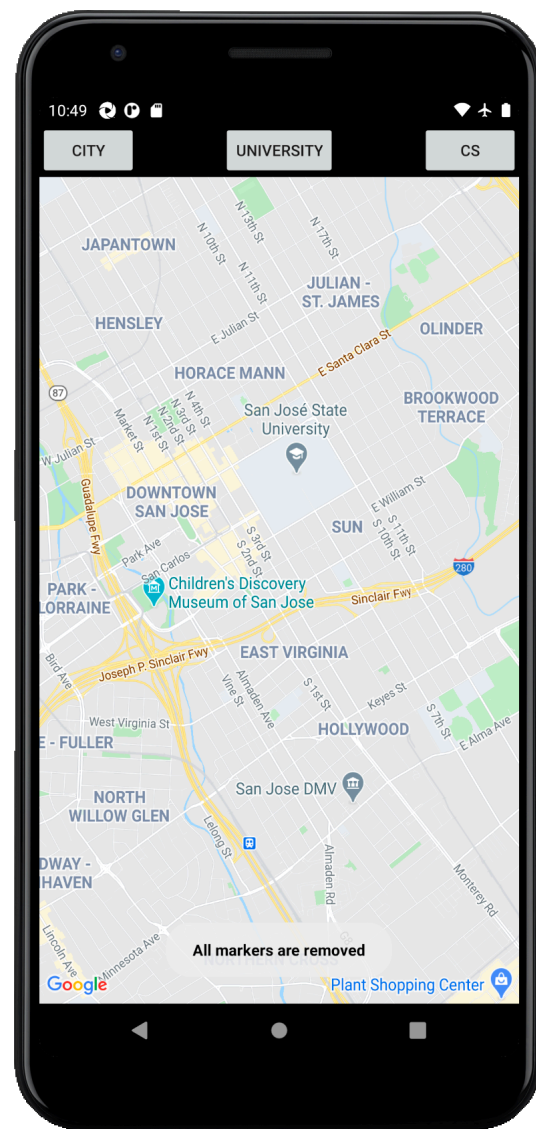 10:49
CITY
UNIVERSITY
CS
N 13th St
N 17th St
N 10th St
JAPANTOWN
N 11th St
JULIAN -
ST. JAMES
HENSLEY
E Julian St
OLINDER
E Santa Clara St
HORACE MANN
87
N 4th St
N 3rd St
N 2nd St
N 1st St
Market St
San José State
University
BROOKWOOD
TERRACE
W Julian St
Guadalupe Fwy
DOWNTOWN
SAN JOSE
E William St
S 11th St
S 10th St
SUN
S 3rd St
S 2nd St
Park Ave
San Carlos
280
PARK -
LORRAINE
Children's Discovery
Museum of San Jose
Sinclair Fwy
EAST VIRGINIA
Joseph P. Sinclair Fwy
Bird Ave
Vine St
Almaden Ave
S 1st St
Keyes St
S 7th St
E Alma Ave
West Virginia St
HOLLYWOOD
E - FULLER
San Jose DMV
NORTH
WILLOW GLEN
Lelong St
Almaden Rd
DWAY -
HAVEN
Monterey Rd
Lincoln Ave
Minnesota Ave
All markers are removed
Google
Plant Shopping Center